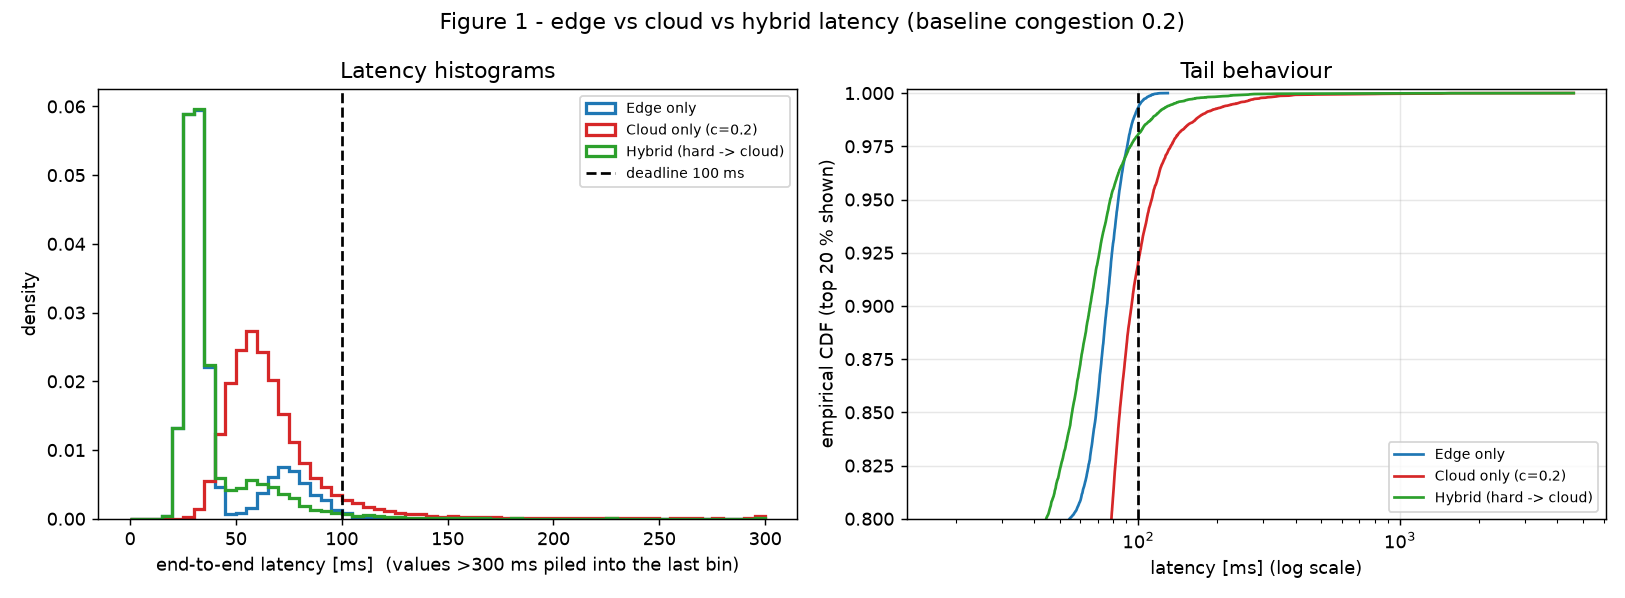 Figure 1 - edge vs cloud vs hybrid latency (baseline congestion 0.2)
Latency histograms
density
0.06
0.05
0.04
0.03
0.02
0.01
0.00
0
50
100
150
200
250
300
end-to-end latency [ms]  (values >300 ms piled into the last bin)
Edge only
Cloud only (c=0.2)
Hybrid (hard -> cloud)
deadline 100 ms
Tail behaviour
empirical CDF (top 20 % shown)
1.000
0.975
0.950
0.925
0.900
0.875
0.850
0.825
0.800
10²
10³
latency [ms] (log scale)
Edge only
Cloud only (c=0.2)
Hybrid (hard -> cloud)